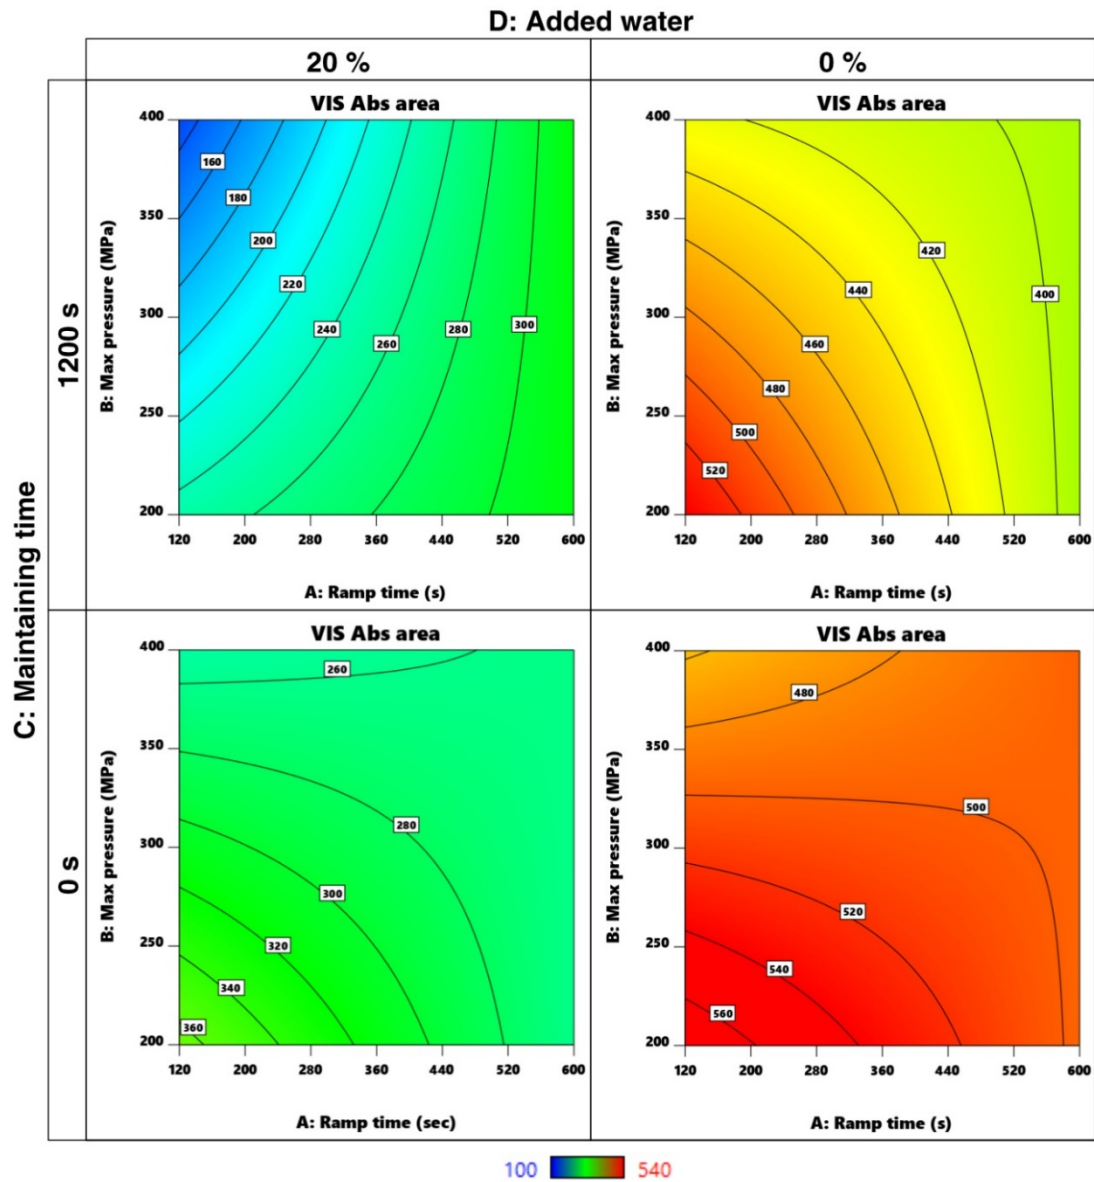 D: Added water
20 %
0 %
C: Maintaining time
1200 s
VIS Abs area
B: Max pressure (MPa)
400
350
300
250
200
160
180
200
220
240
260
280
300
120 200 280 360 440 520 600
A: Ramp time (s)
VIS Abs area
B: Max pressure (MPa)
400
350
300
250
200
420
440
400
460
480
500
520
120 200 280 360 440 520 600
A: Ramp time (s)
0 s
VIS Abs area
B: Max pressure (MPa)
400
350
300
250
200
260
280
300
320
340
360
120 200 280 360 440 520 600
A: Ramp time (sec)
VIS Abs area
B: Max pressure (MPa)
400
350
300
250
200
480
500
520
540
560
120 200 280 360 440 520 600
A: Ramp time (s)
100 540